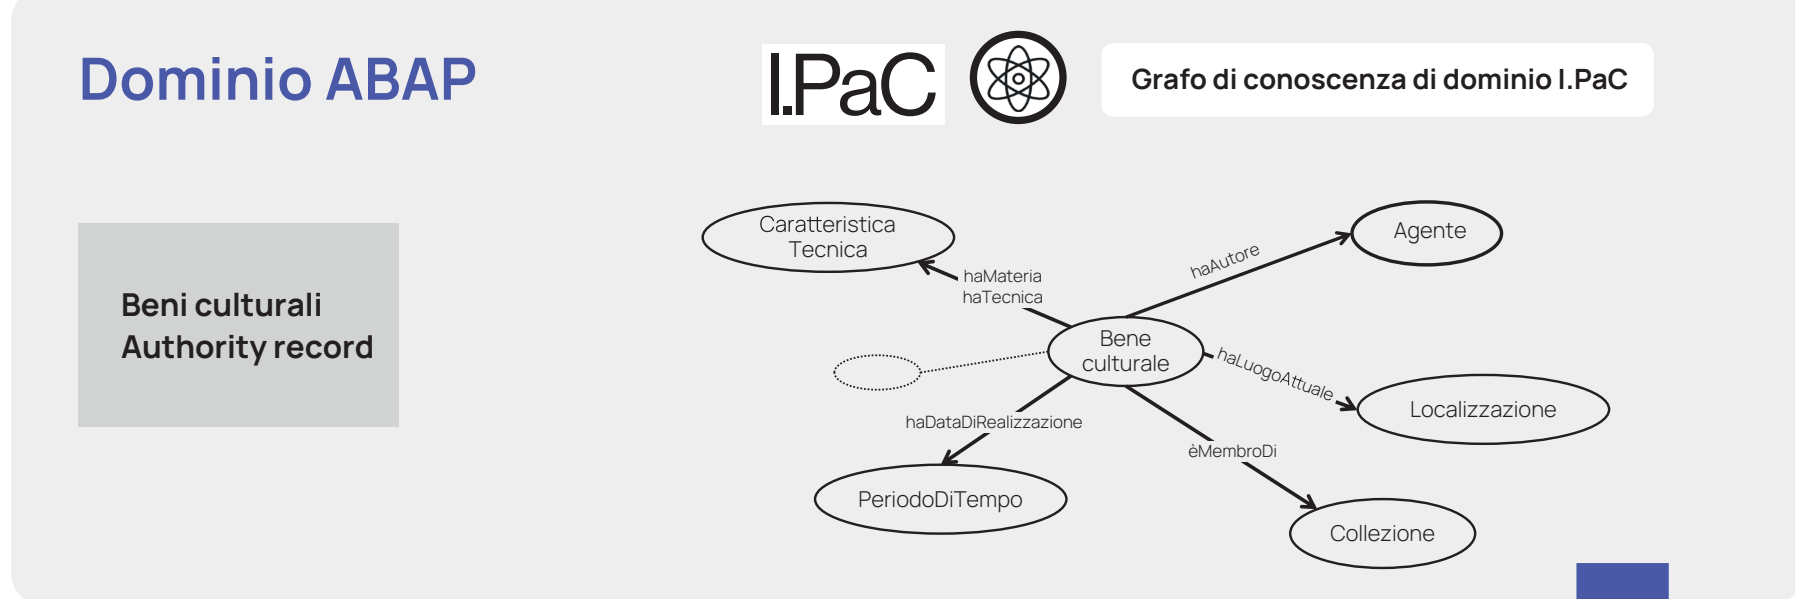 Dominio ABAP
I.PaC
Grafo di conoscenza di dominio I.PaC
Beni culturali
Authority record
Caratteristica
Tecnica
Agente
haAutore
haMateria
haTecnica
Bene
culturale
haLuogoAttuale
Localizzazione
haDataDiRealizzazione
èMembroDi
PeriodoDiTempo
Collezione